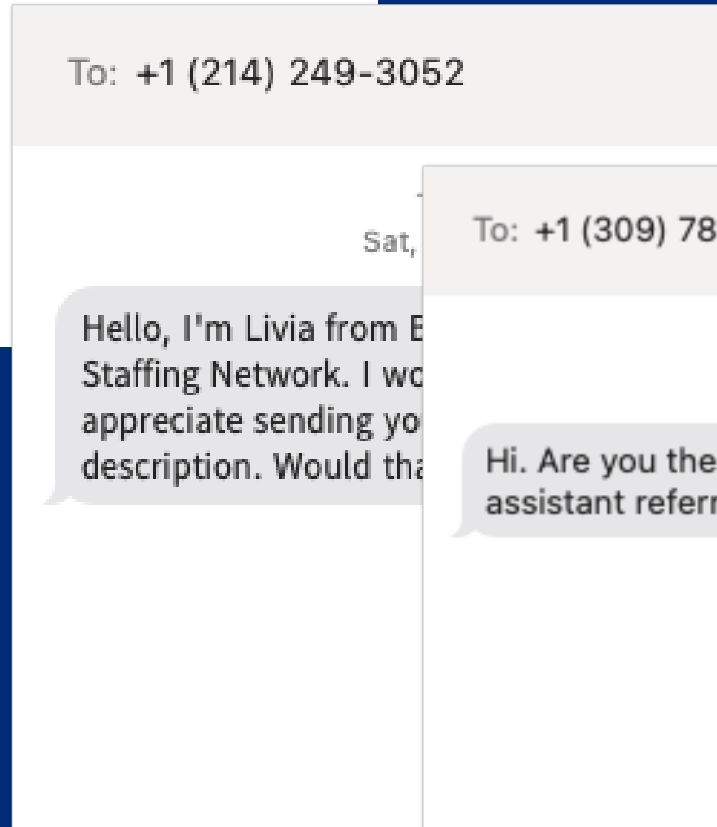 To: +1 (214) 249-3052
Sat,
Hello, I'm Livia from
Staffing Network. I
appreciate sending
description. Would
To: +1 (309) 78
Hi. Are you the
assistant